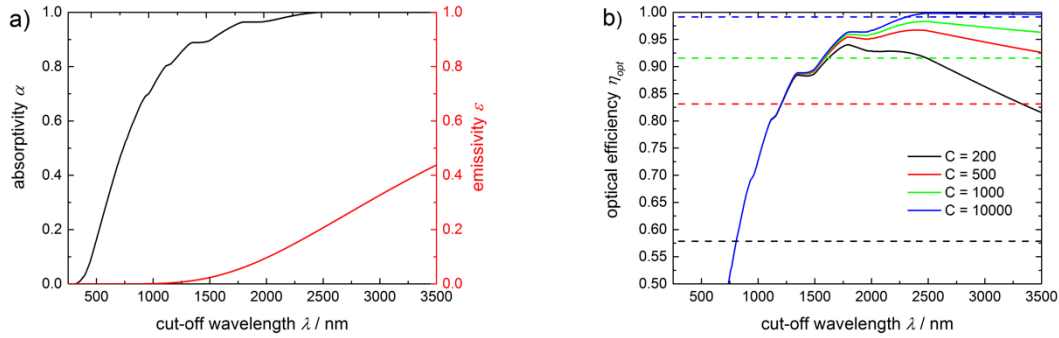 a)
1.0
0.8
0.6
0.4
0.2
0.0
absorptivity α
500 1000 1500 2000 2500 3000 3500
cut-off wavelength λ / nm
1.0
0.8
0.6
0.4
0.2
0.0
emissivity ε
b)
1.00
0.95
0.90
0.85
0.80
0.75
0.70
0.65
0.60
0.55
0.50
optical efficiency ηopt
C = 200
C = 500
C = 1000
C = 10000
500 1000 1500 2000 2500 3000 3500
cut-off wavelength λ / nm